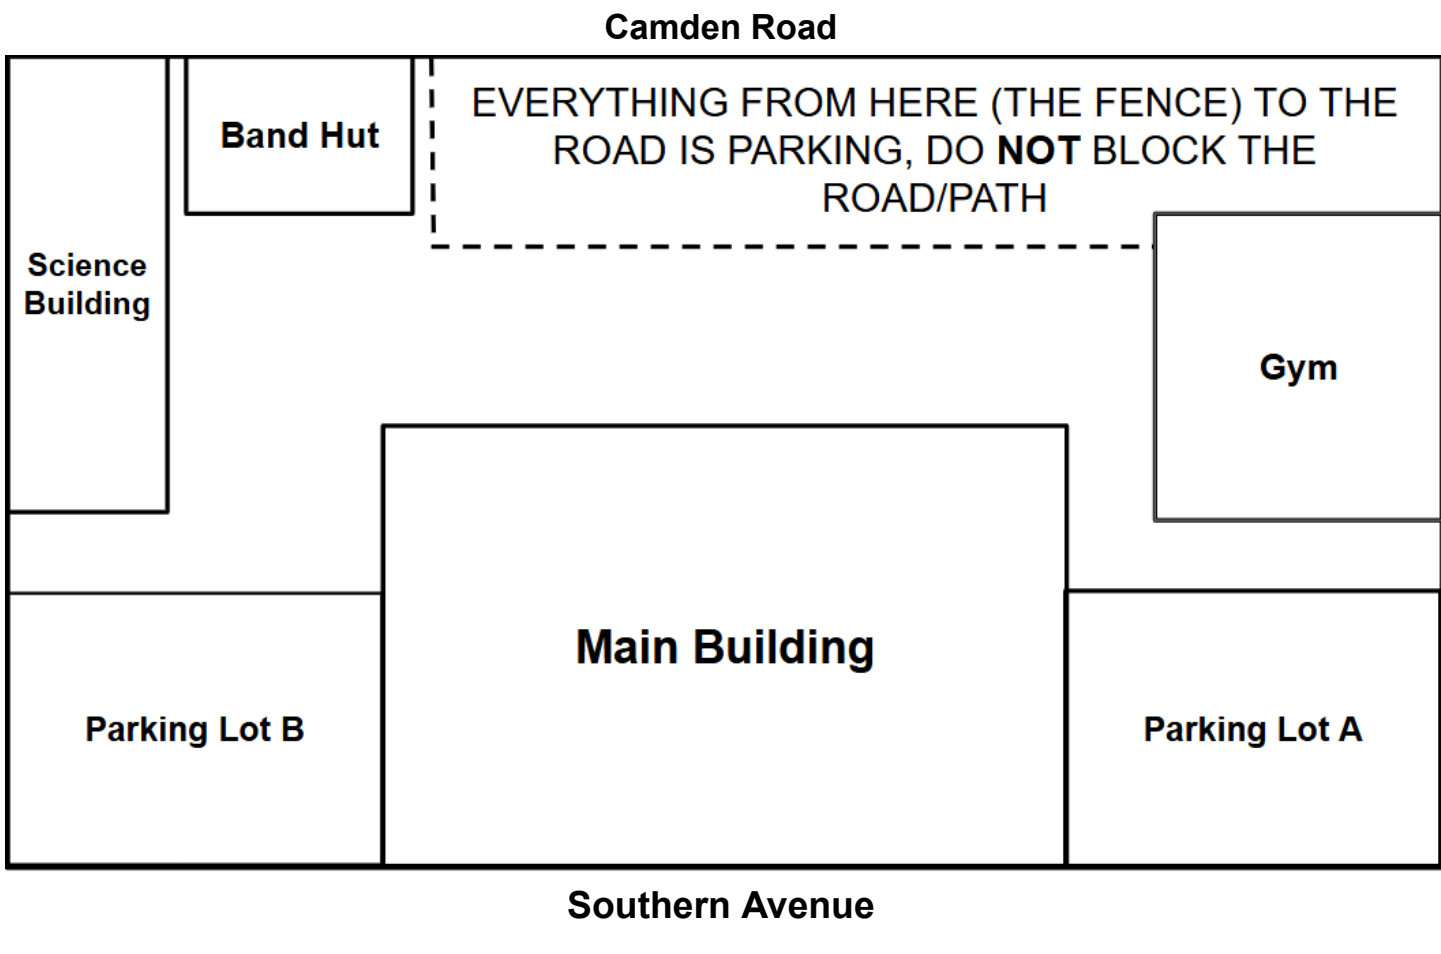 Camden Road
EVERYTHING FROM HERE (THE FENCE) TO THE
ROAD IS PARKING, DO NOT BLOCK THE
ROAD/PATH
Band Hut
Science
Building
Gym
Main Building
Parking Lot B
Parking Lot A
Southern Avenue